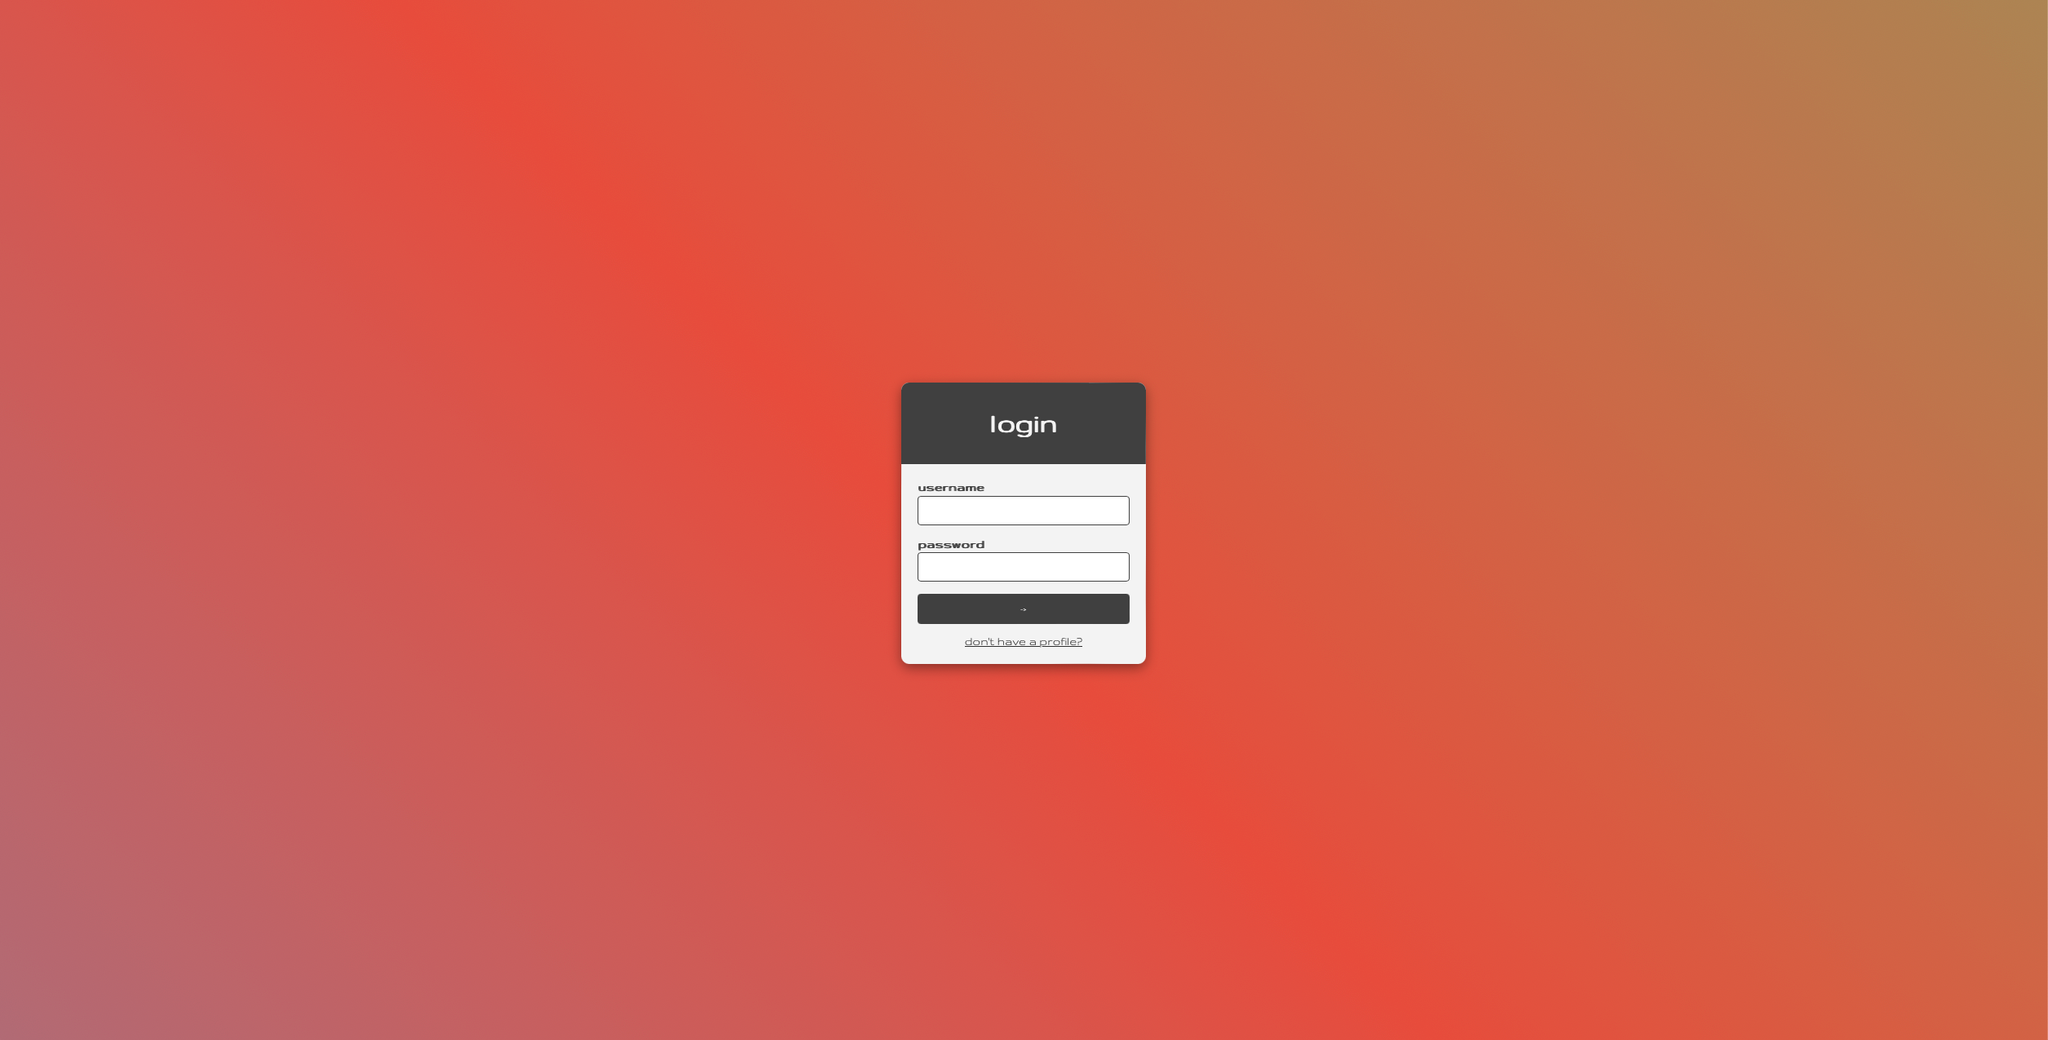 login
username
password
→
don't have a profile?